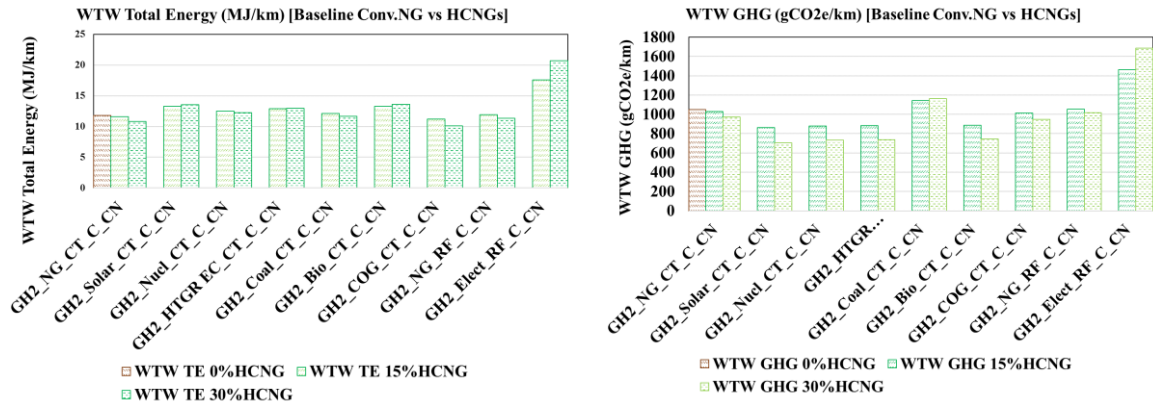 WTW Total Energy (MJ/km) [Baseline Conv.NG vs HCNGs]
WTW Total Energy (MJ/km)
25
20
15
10
5
0
GH2_NG_CT_C_CN
GH2_Solar_CT_C_CN
GH2_Nucl_CT_C_CN
GH2_HTGR EC_CT_C_CN
GH2_Coal_CT_C_CN
GH2_Bio_CT_C_CN
GH2_COG_CT_C_CN
GH2_NG_RF_C_CN
GH2_Elect_RF_C_CN
WTW TE 0%HCNG WTW TE 15%HCNG
WTW TE 30%HCNG
WTW GHG (gCO2e/km) [Baseline Conv.NG vs HCNGs]
WTW GHG (gCO2e/km)
1800
1600
1400
1200
1000
800
600
400
200
0
GH2_NG_CT_C_CN
GH2_Solar_CT_C_CN
GH2_Nucl_CT_C_CN
GH2_HTGR…
GH2_Coal_CT_C_CN
GH2_Bio_CT_C_CN
GH2_COG_CT_C_CN
GH2_NG_RF_C_CN
GH2_Elect_RF_C_CN
WTW GHG 0%HCNG WTW GHG 15%HCNG
WTW GHG 30%HCNG